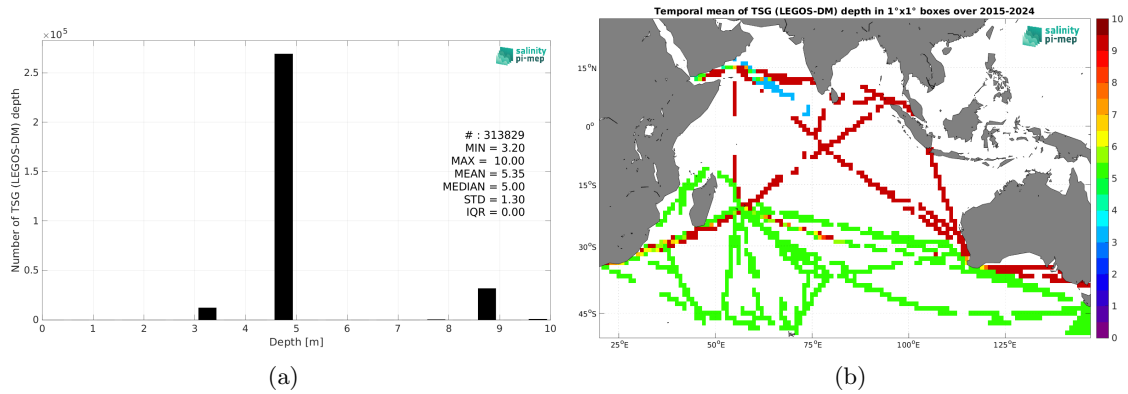 ×10⁵
2.5
2
1.5
1
0.5
0
0 1 2 3 4 5 6 7 8 9 10
Number of TSG (LEGOS-DM) depth
Depth [m]
salinity
pi-mep
# : 313829
MIN = 3.20
MAX = 10.00
MEAN = 5.35
MEDIAN = 5.00
STD = 1.30
IQR = 0.00
(a)
Temporal mean of TSG (LEGOS-DM) depth in 1°x1° boxes over 2015-2024
salinity
pi-mep
15°N
0°
15°S
30°S
45°S
25°E 50°E 75°E 100°E 125°E
10
9
8
7
6
5
4
3
2
1
0
(b)